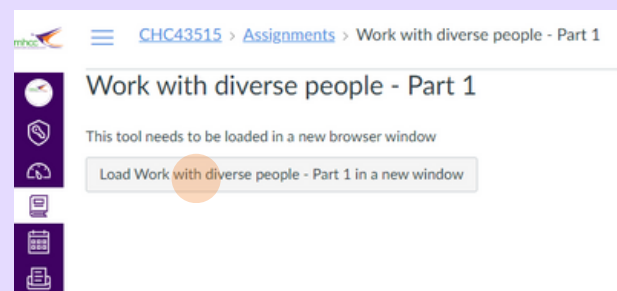 mhcc
CHC43515 > Assignments > Work with diverse people - Part 1
Work with diverse people - Part 1
This tool needs to be loaded in a new browser window
Load Work with diverse people - Part 1 in a new window